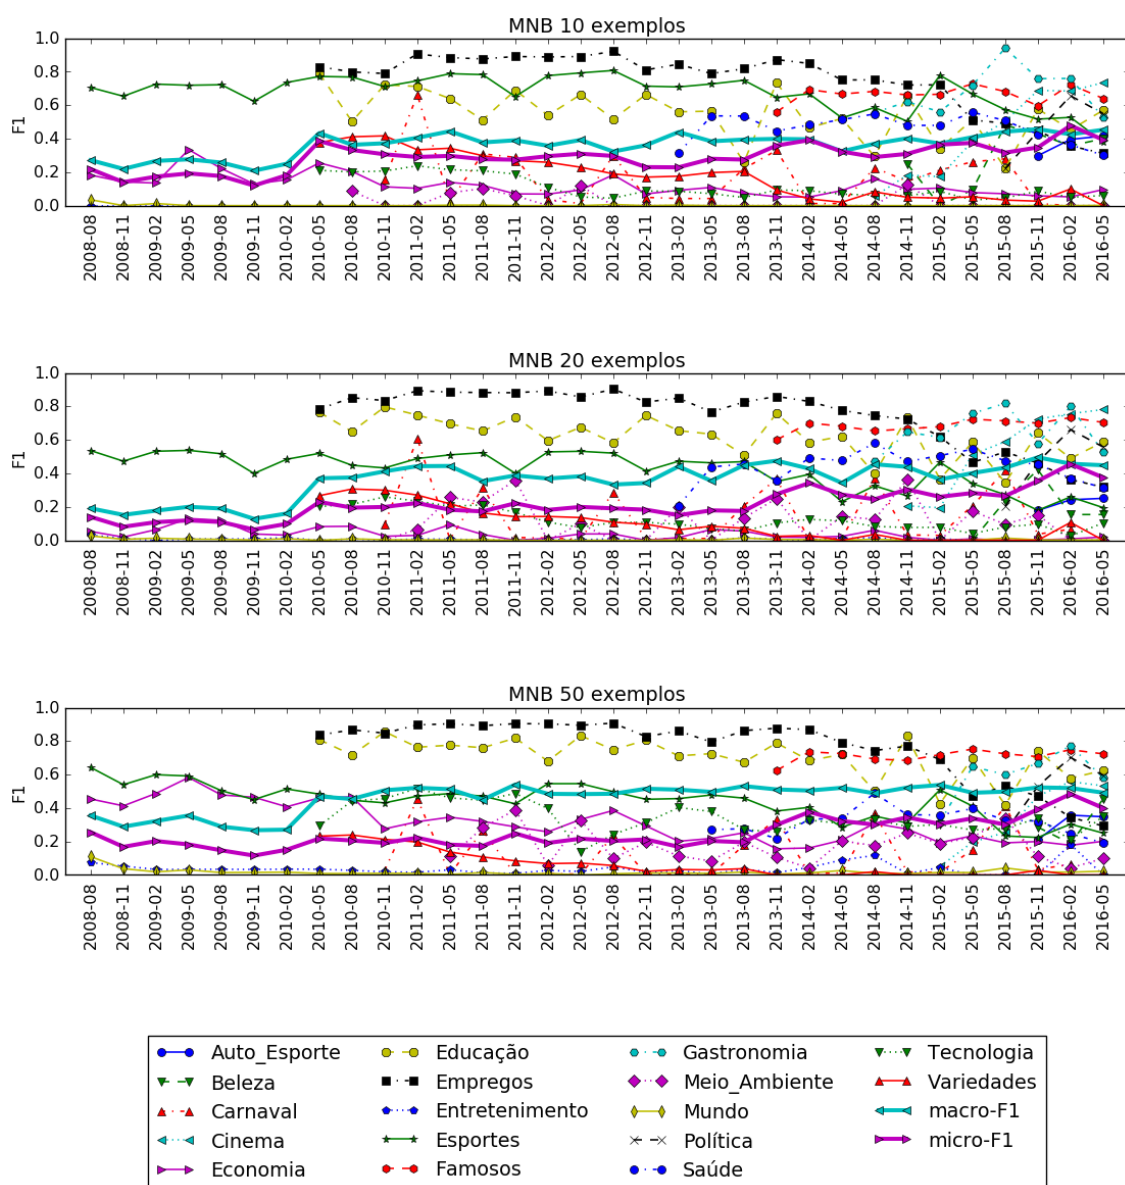 MNB 10 exemplos
1.0
0.8
0.6
0.4
0.2
0.0
F1
2008-08 2008-11 2009-02 2009-05 2009-08 2009-11 2010-02 2010-05 2010-08 2010-11 2011-02 2011-05 2011-08 2011-11 2012-02 2012-05 2012-08 2012-11 2013-02 2013-05 2013-08 2013-11 2014-02 2014-05 2014-08 2014-11 2015-02 2015-05 2015-08 2015-11 2016-02 2016-05
MNB 20 exemplos
1.0
0.8
0.6
0.4
0.2
0.0
F1
2008-08 2008-11 2009-02 2009-05 2009-08 2009-11 2010-02 2010-05 2010-08 2010-11 2011-02 2011-05 2011-08 2011-11 2012-02 2012-05 2012-08 2012-11 2013-02 2013-05 2013-08 2013-11 2014-02 2014-05 2014-08 2014-11 2015-02 2015-05 2015-08 2015-11 2016-02 2016-05
MNB 50 exemplos
1.0
0.8
0.6
0.4
0.2
0.0
F1
2008-08 2008-11 2009-02 2009-05 2009-08 2009-11 2010-02 2010-05 2010-08 2010-11 2011-02 2011-05 2011-08 2011-11 2012-02 2012-05 2012-08 2012-11 2013-02 2013-05 2013-08 2013-11 2014-02 2014-05 2014-08 2014-11 2015-02 2015-05 2015-08 2015-11 2016-02 2016-05
Auto_Esporte Educação Gastronomia Tecnologia
Beleza Empregos Meio_Ambiente Variedades
Carnaval Entretenimento Mundo macro-F1
Cinema Esportes Política micro-F1
Economia Famosos Saúde